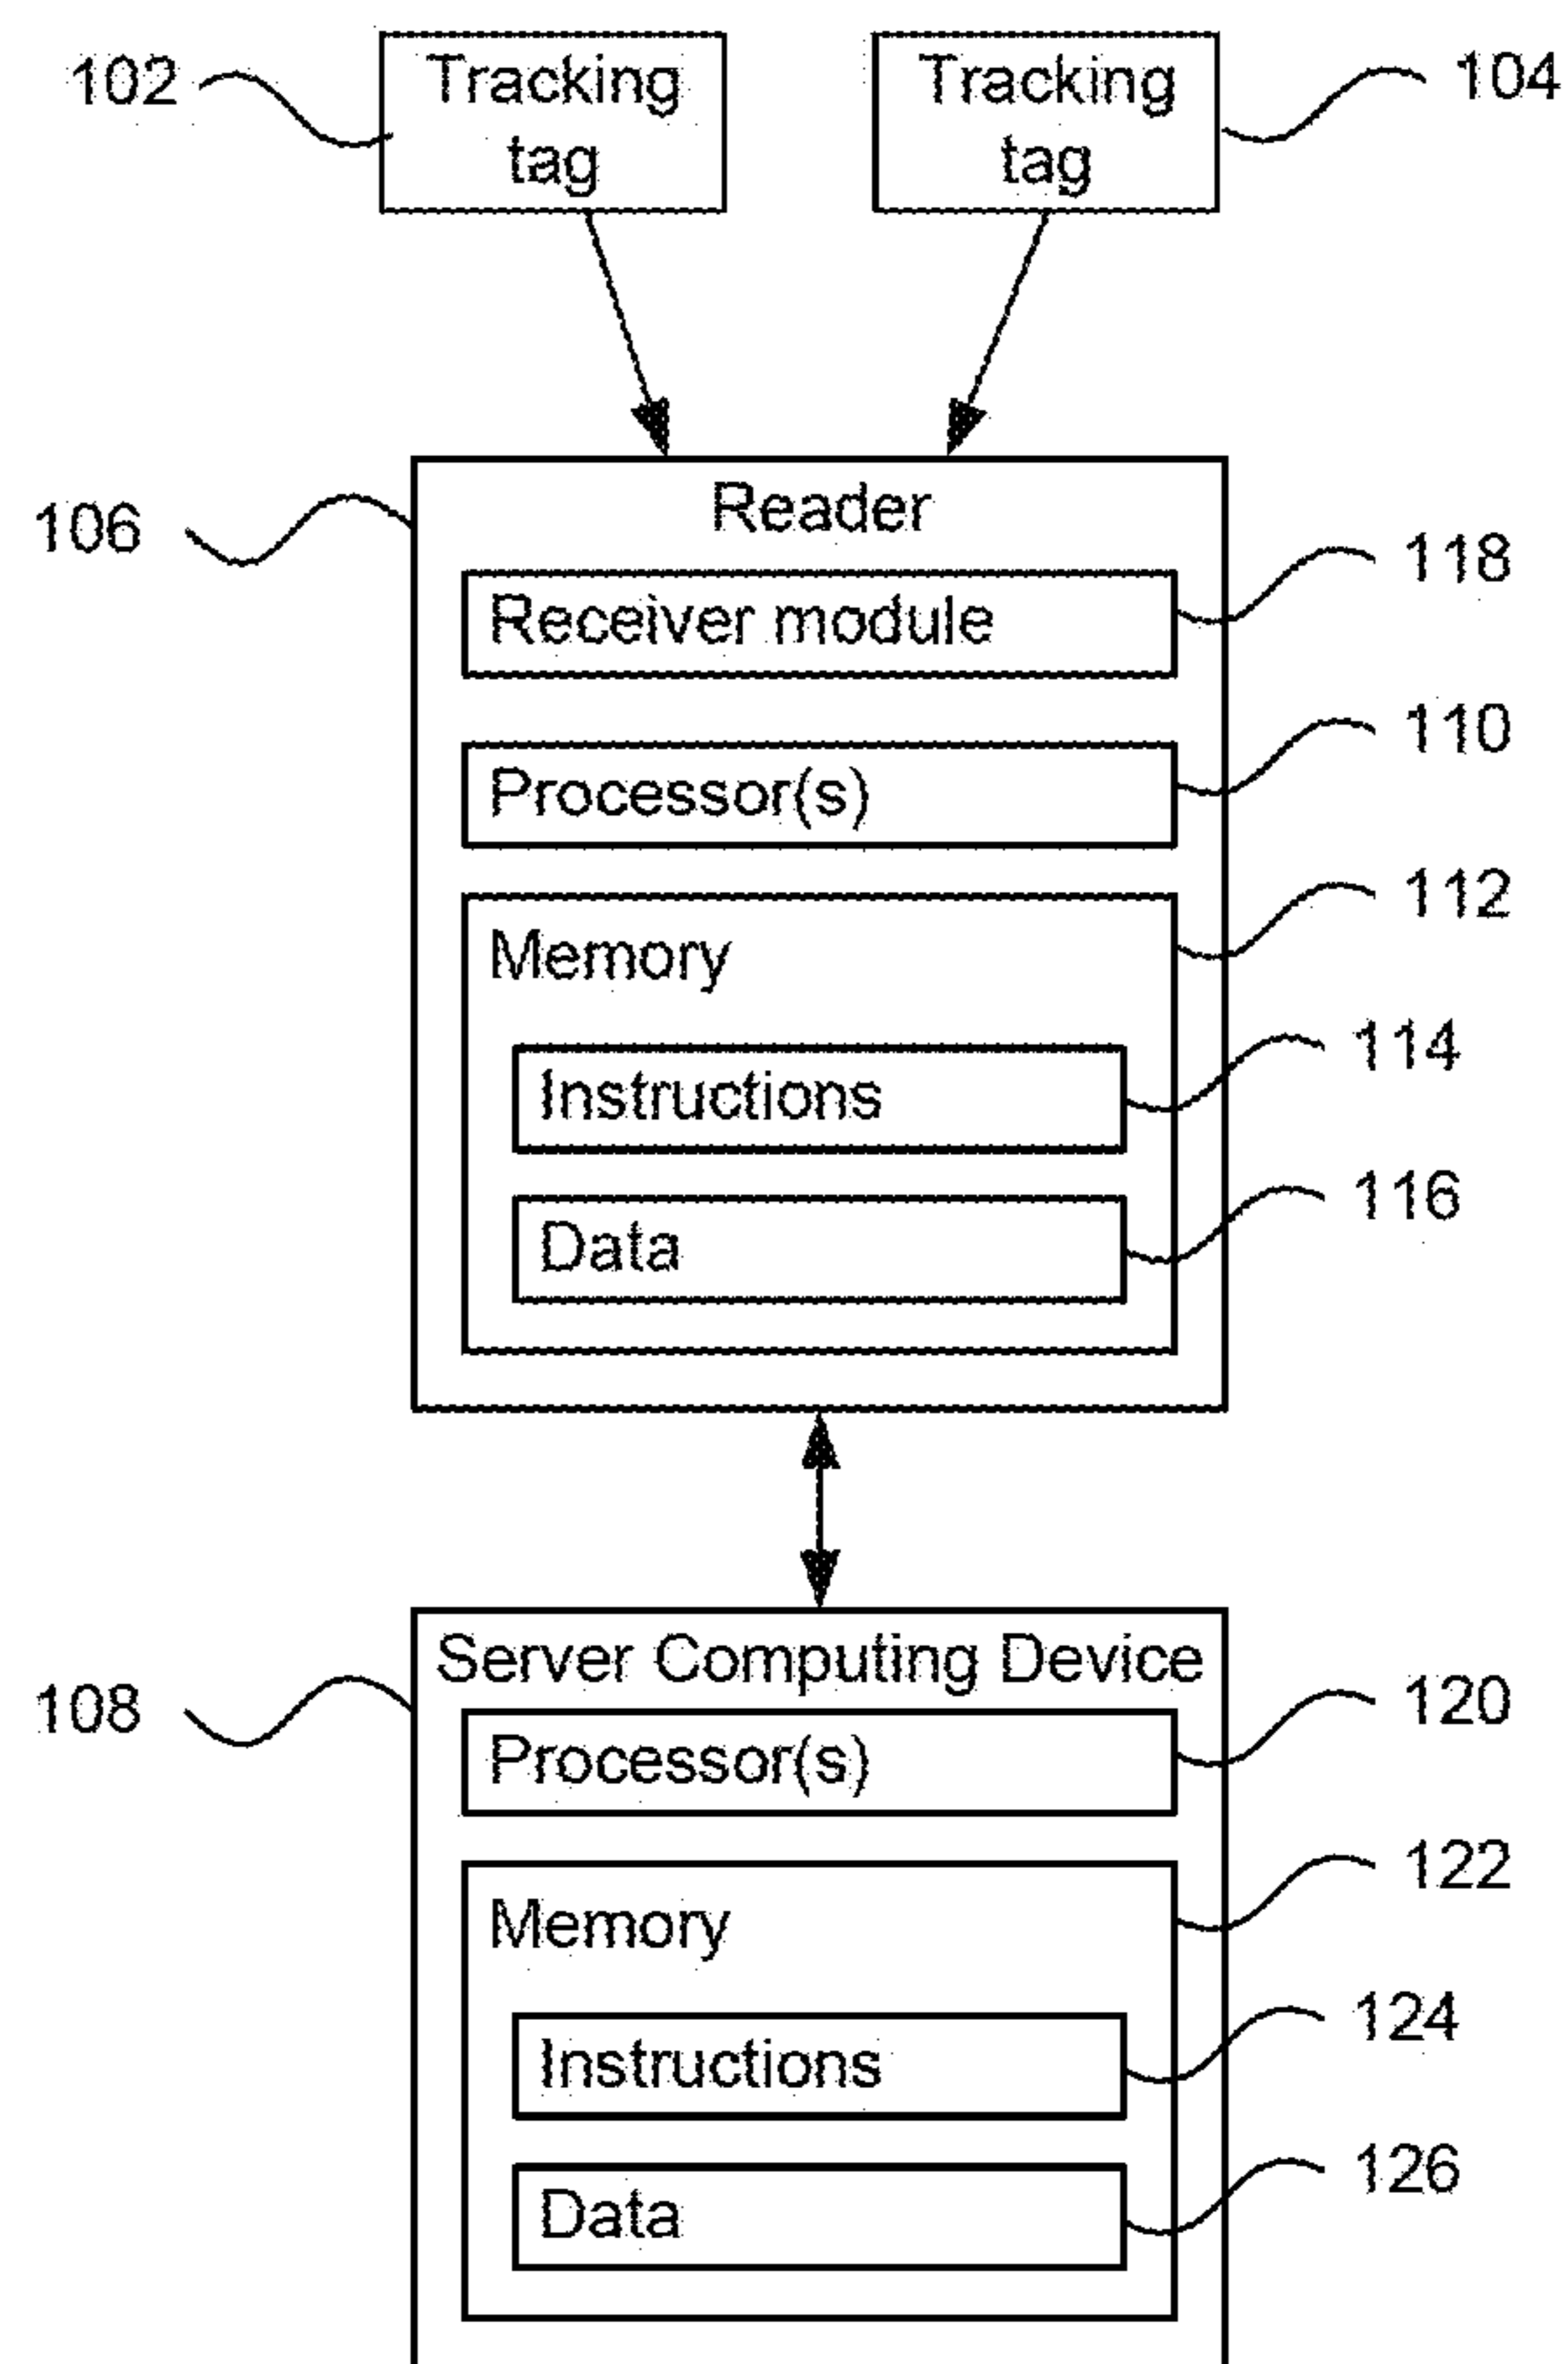 102
Tracking
tag
Tracking
tag
104
106
Reader
Receiver module
118
Processor(s)
110
Memory
112
Instructions
114
Data
116
108
Server Computing Device
Processor(s)
120
Memory
122
Instructions
124
Data
126